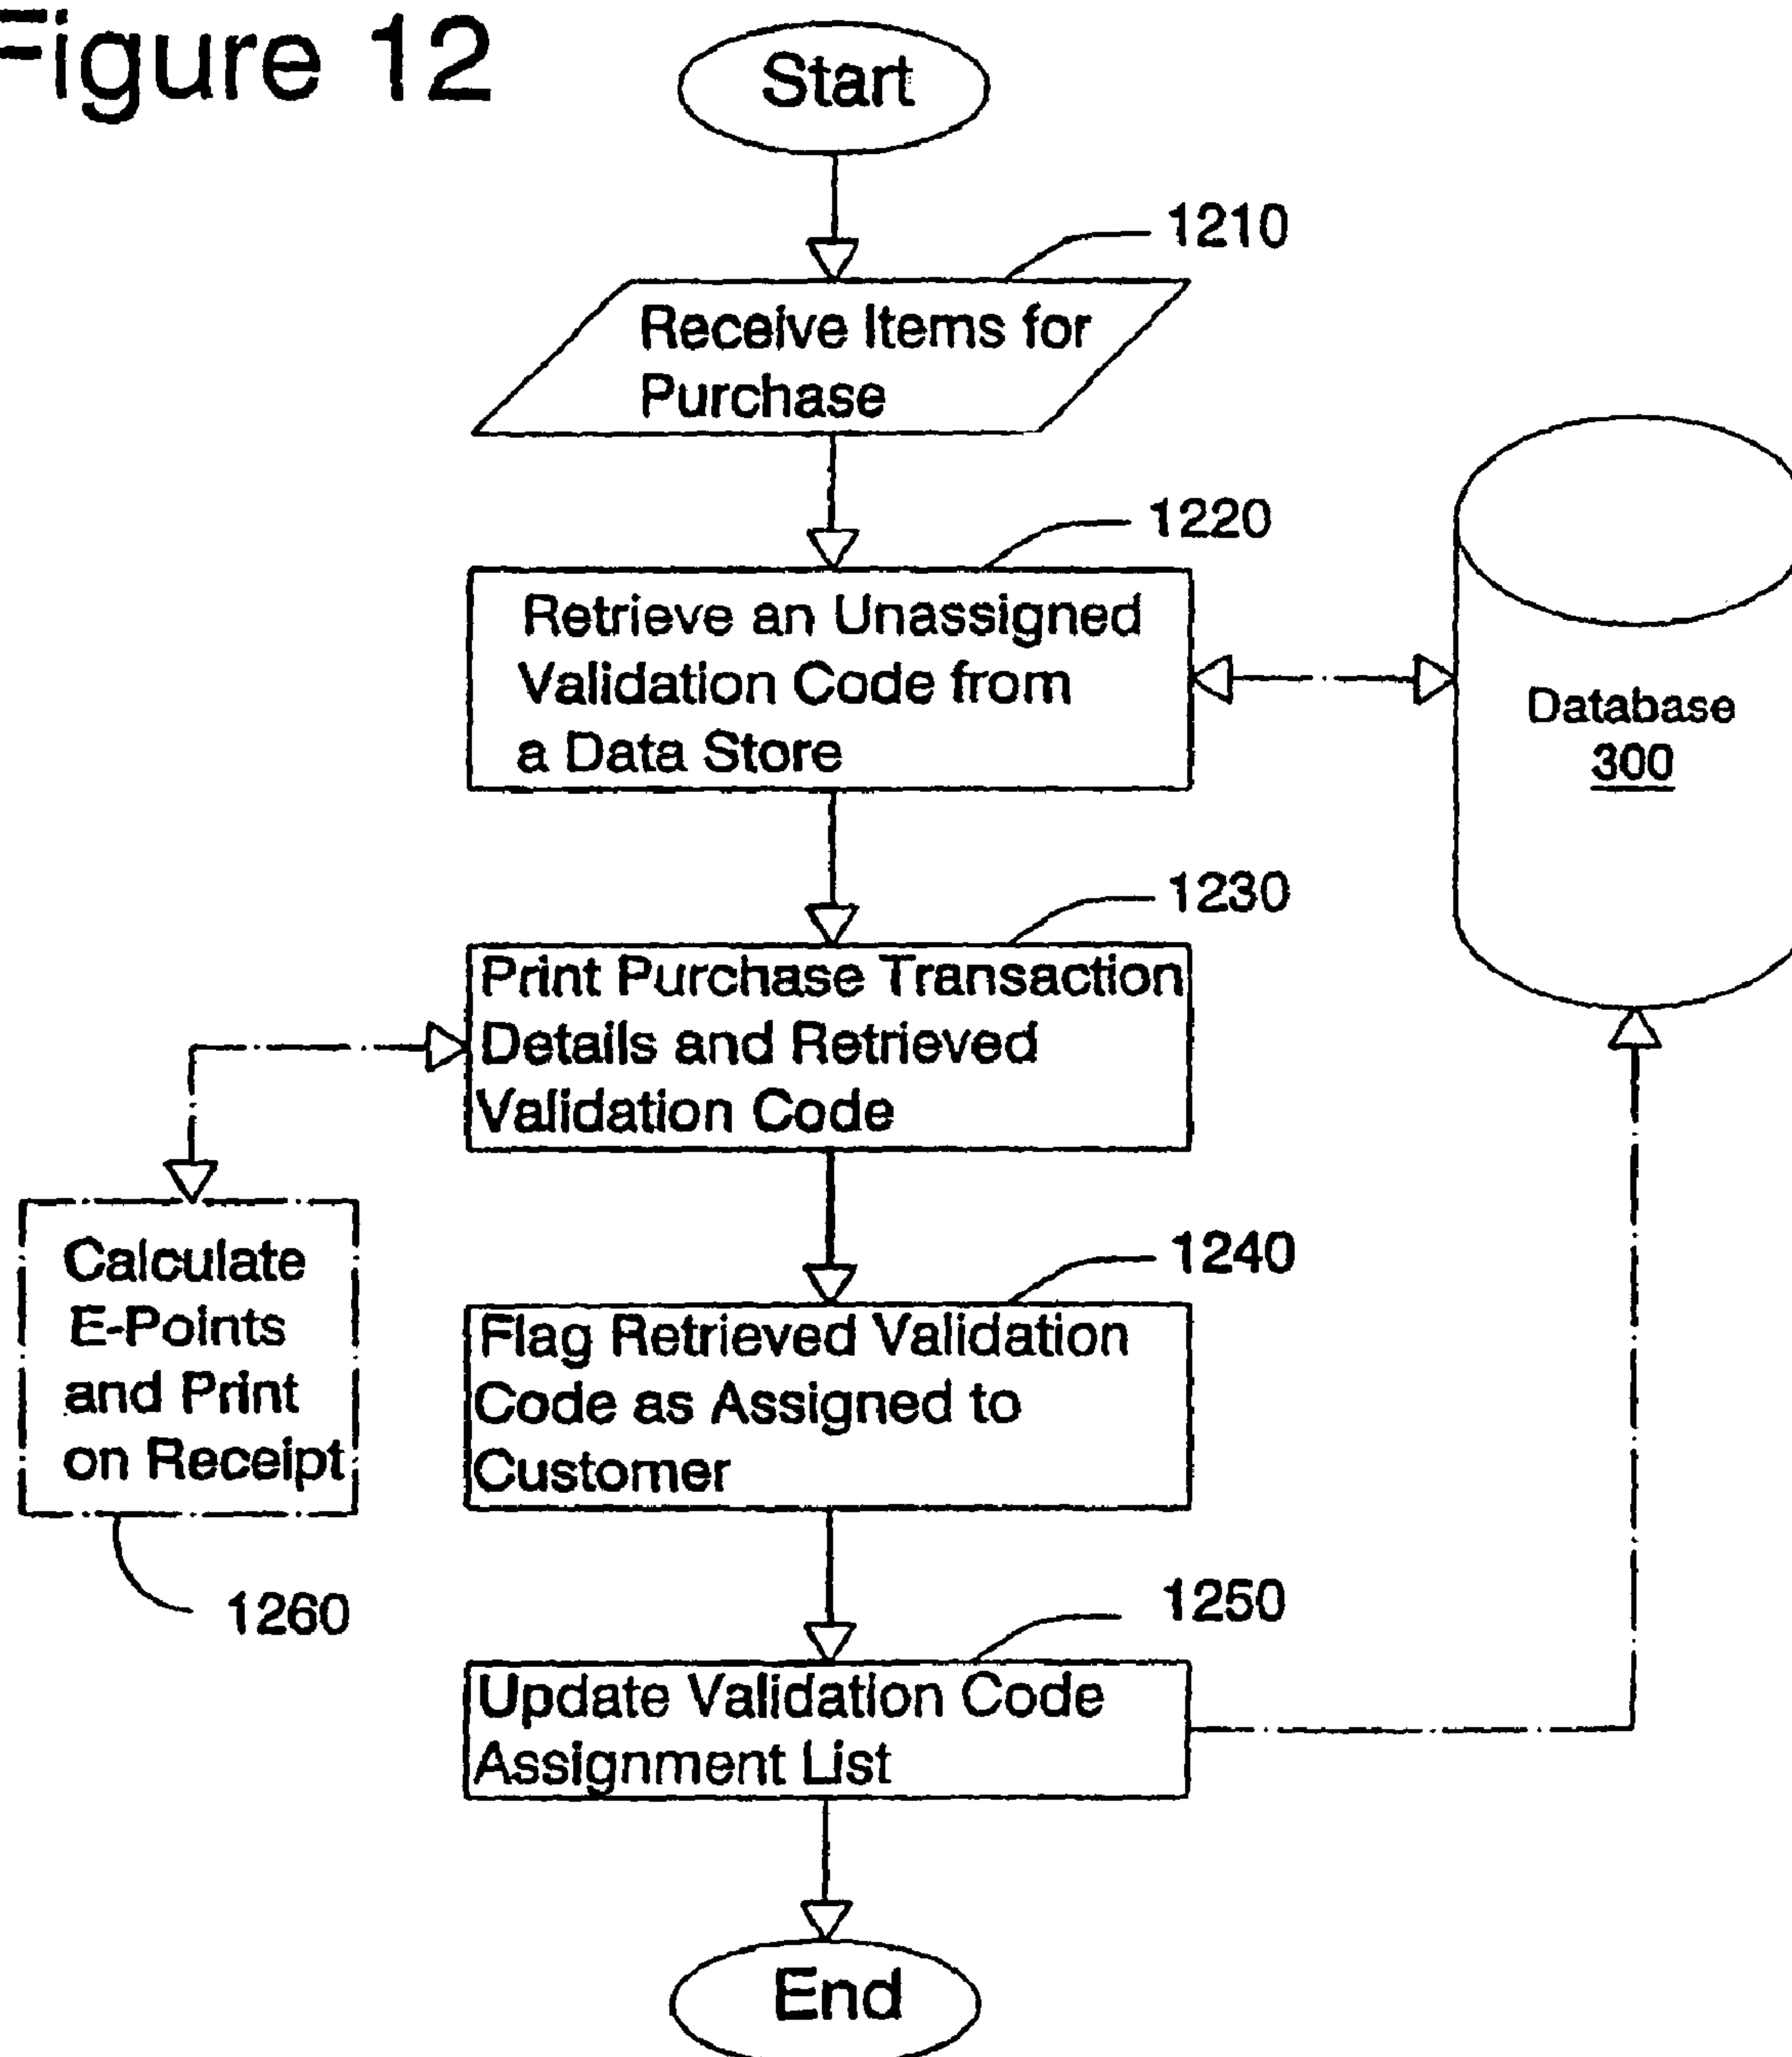 Figure 12
Start
1210
Receive Items for
Purchase
1220
Retrieve an Unassigned
Validation Code from
a Data Store
Database
300
1230
Print Purchase Transaction
Details and Retrieved
Validation Code
Calculate
E-Points
and Print
on Receipt
1260
1240
Flag Retrieved Validation
Code as Assigned to
Customer
1250
Update Validation Code
Assignment List
End